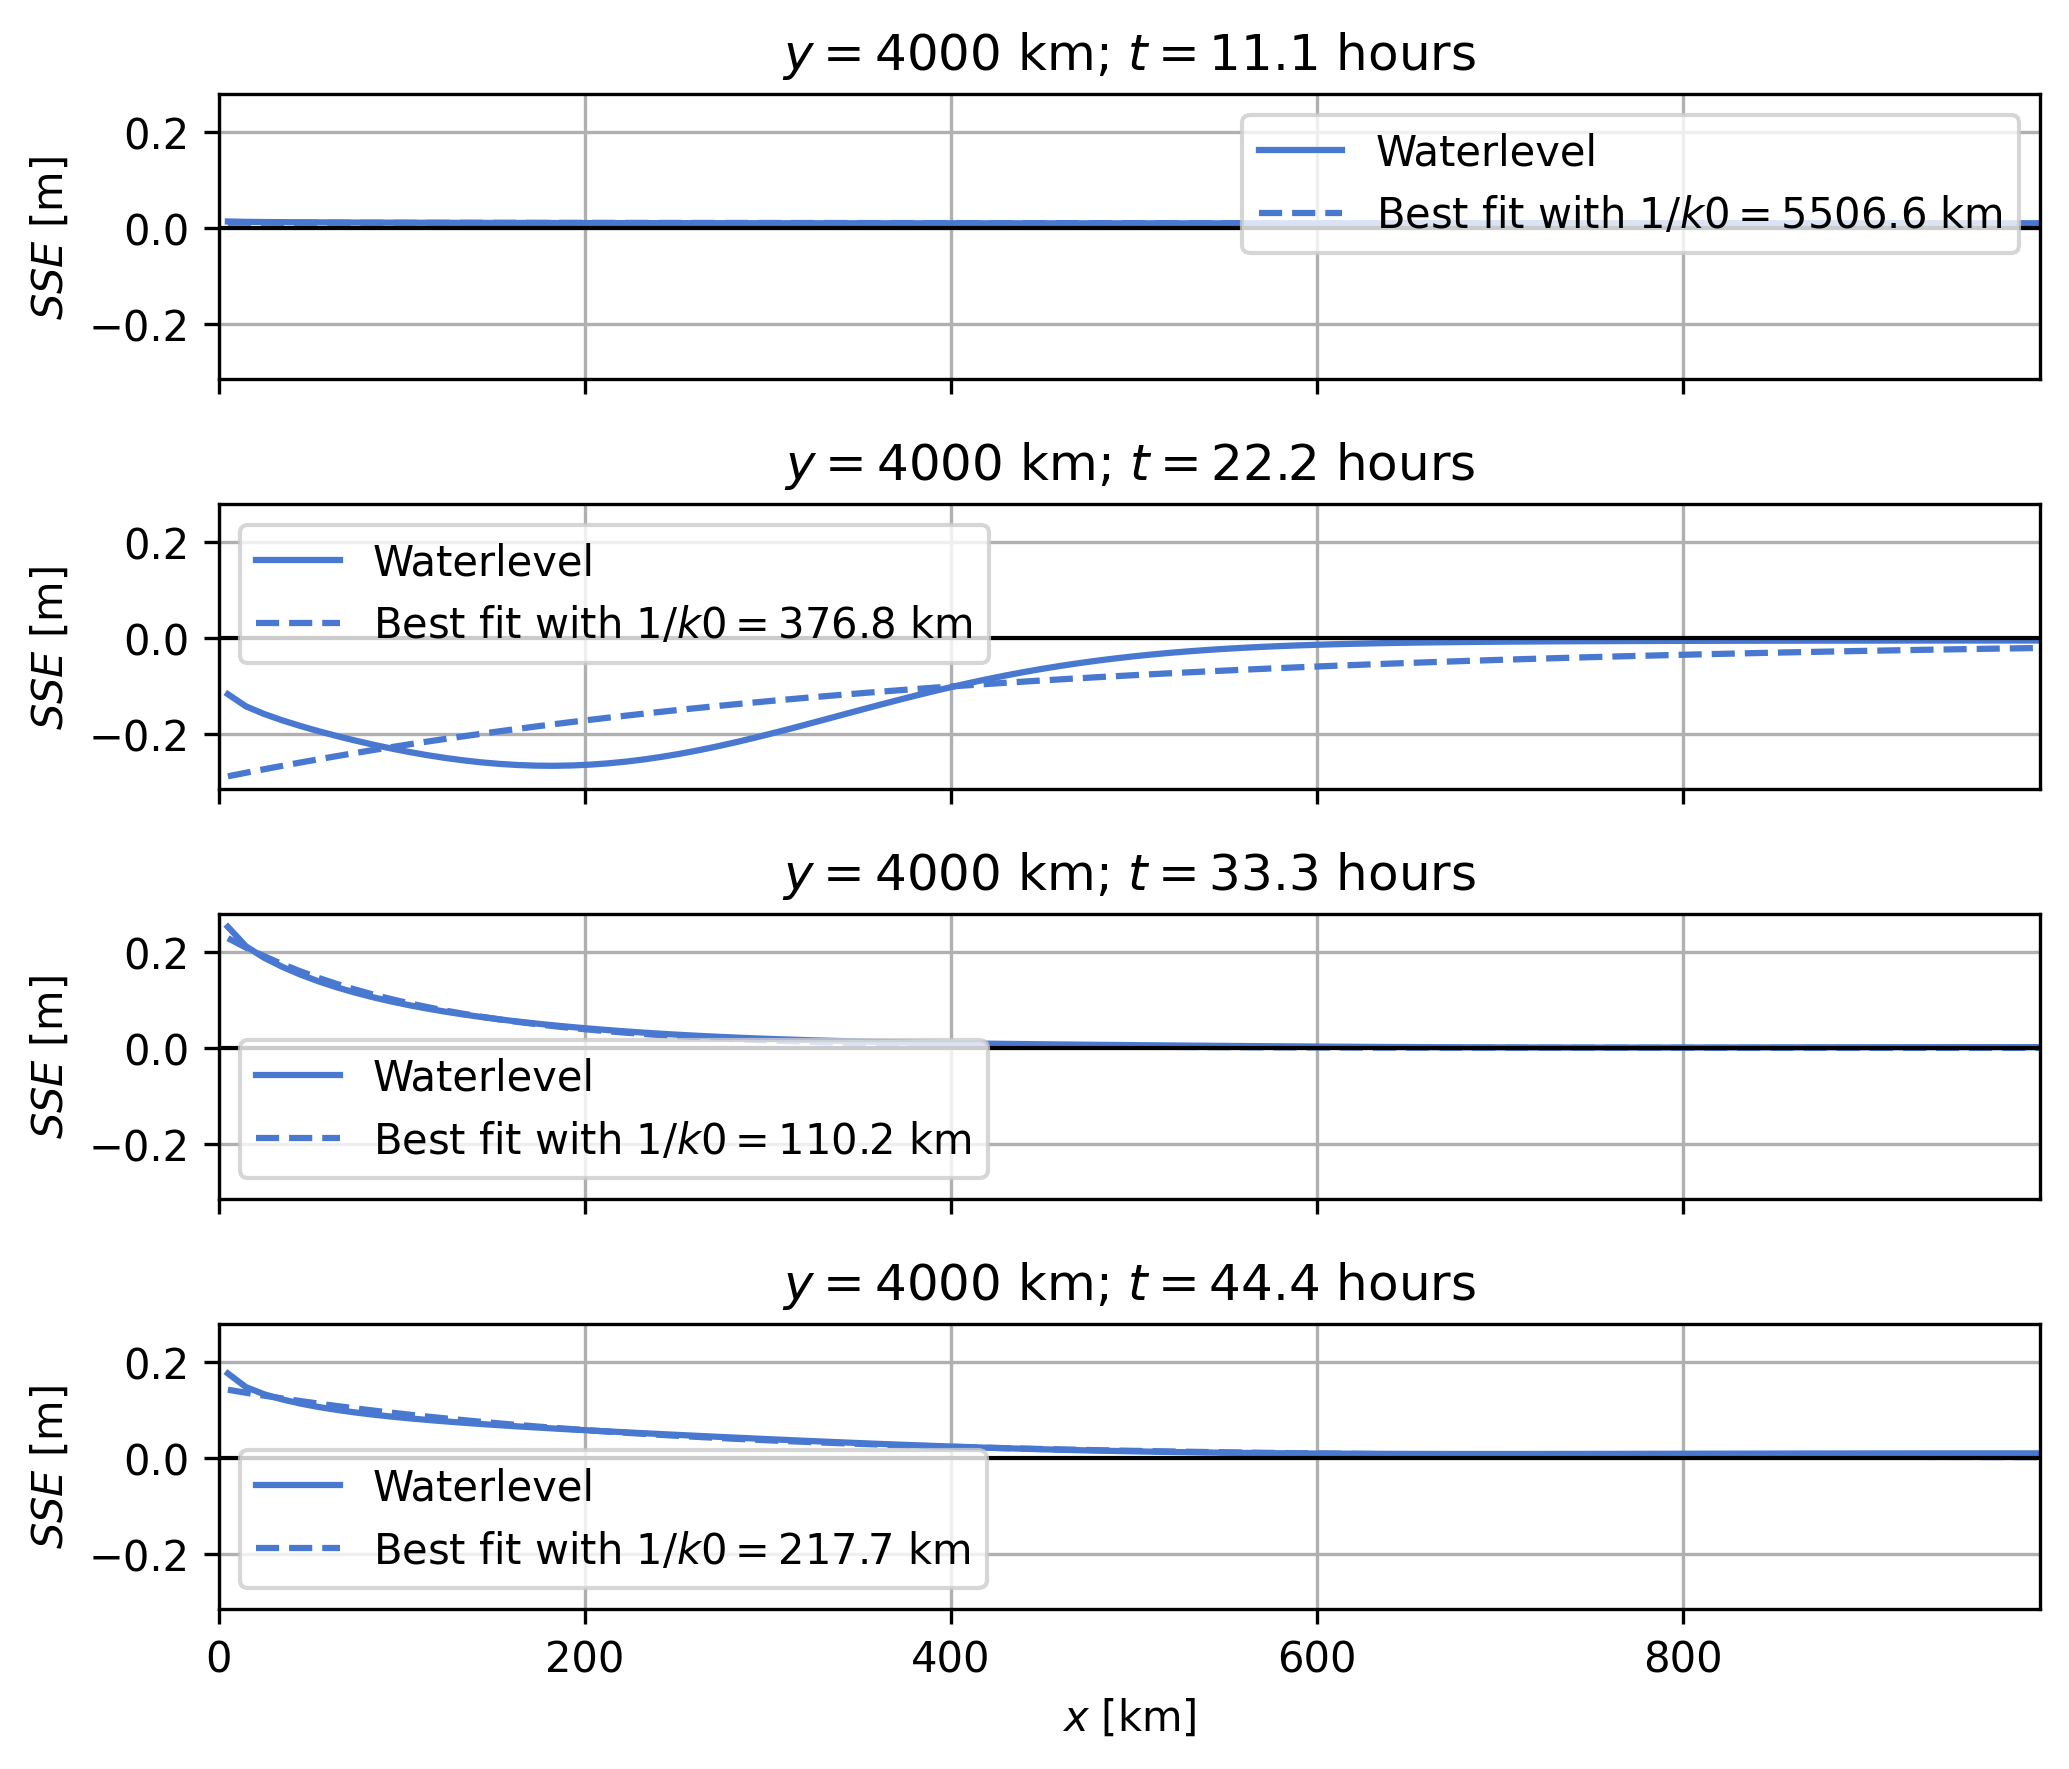 y = 4000 km; t = 11.1 hours
SSE [m]
0.2
0.0
−0.2
Waterlevel
Best fit with 1/k0 = 5506.6 km
y = 4000 km; t = 22.2 hours
SSE [m]
0.2
0.0
−0.2
Waterlevel
Best fit with 1/k0 = 376.8 km
y = 4000 km; t = 33.3 hours
SSE [m]
0.2
0.0
−0.2
Waterlevel
Best fit with 1/k0 = 110.2 km
y = 4000 km; t = 44.4 hours
SSE [m]
0.2
0.0
−0.2
Waterlevel
Best fit with 1/k0 = 217.7 km
0 200 400 600 800
x [km]